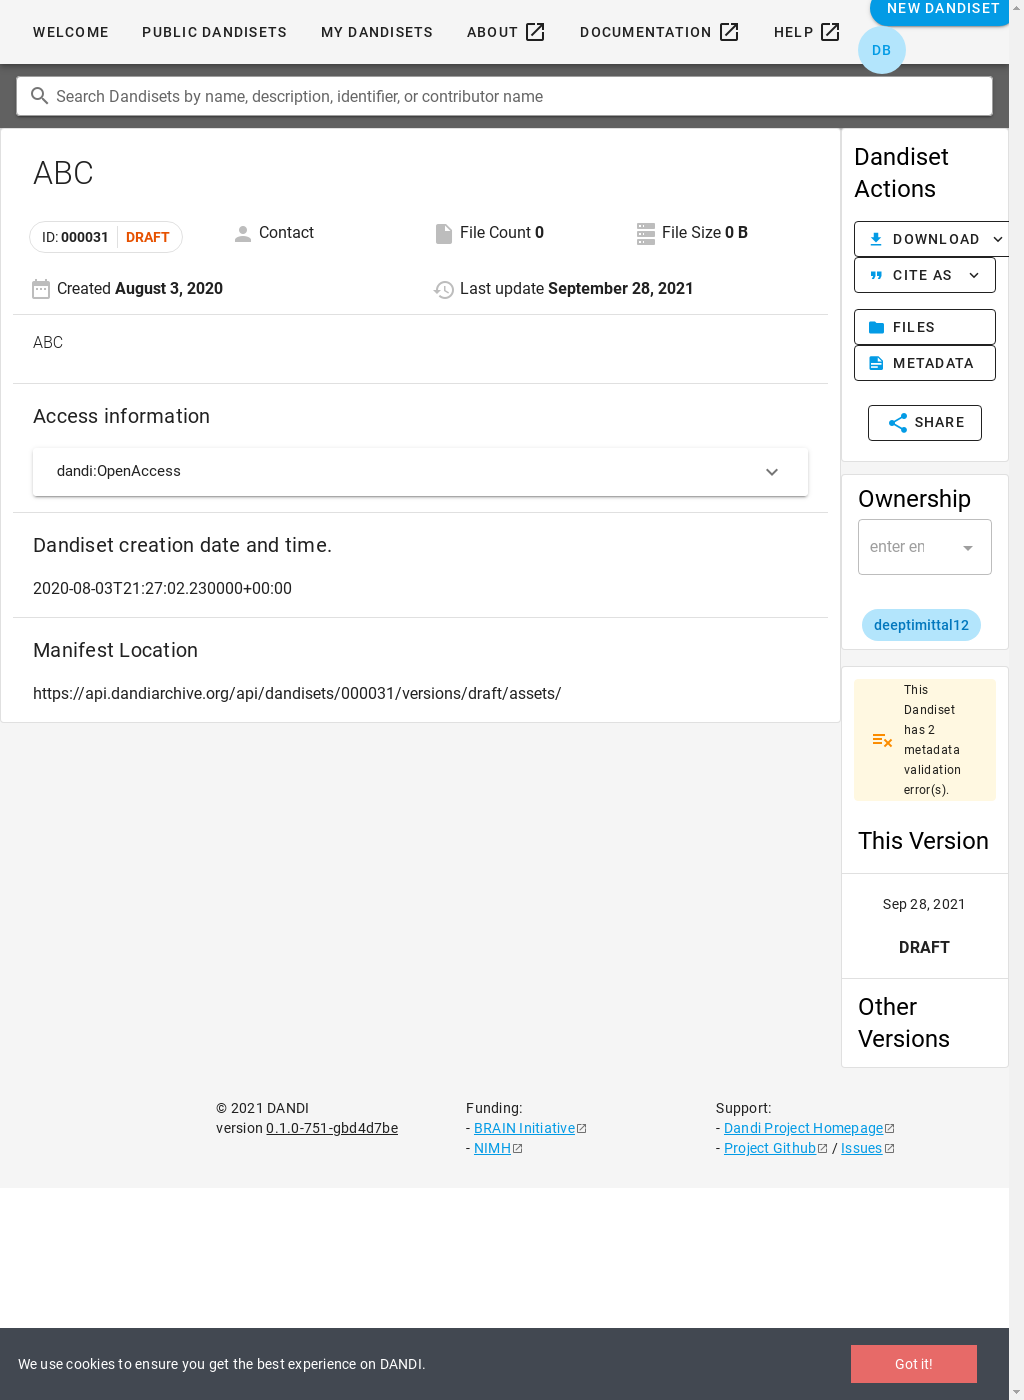 WELCOME PUBLIC DANDISETS MY DANDISETS ABOUT DOCUMENTATION HELP NEW DANDISET
DB
Search Dandisets by name, description, identifier, or contributor name
ABC
ID: 000031 DRAFT
Contact
File Count 0
File Size 0 B
Created August 3, 2020
Last update September 28, 2021
ABC
Access information
dandi:OpenAccess
Dandiset creation date and time.
2020-08-03T21:27:02.230000+00:00
Manifest Location
https://api.dandiarchive.org/api/dandisets/000031/versions/draft/assets/
Dandiset
Actions
DOWNLOAD
CITE AS
FILES
METADATA
SHARE
Ownership
enter en
deeptimittal12
This
Dandiset
has 2
metadata
validation
error(s).
This Version
Sep 28, 2021
DRAFT
Other
Versions
© 2021 DANDI
version 0.1.0-751-gbd4d7be
Funding:
- BRAIN Initiative
- NIMH
Support:
- Dandi Project Homepage
- Project Github / Issues
We use cookies to ensure you get the best experience on DANDI.
Got it!